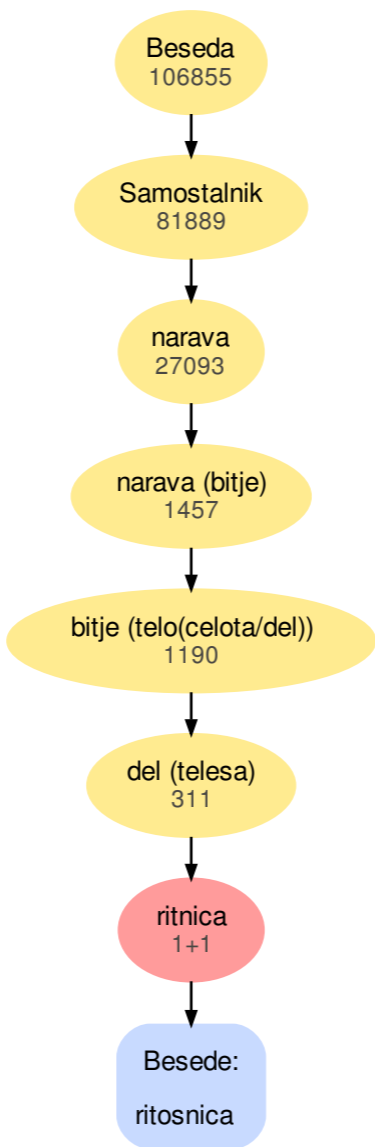 Beseda
106855
Samostalnik
81889
narava
27093
narava (bitje)
1457
bitje (telo(celota/del))
1190
del (telesa)
311
ritnica
1+1
Besede:
ritosnica